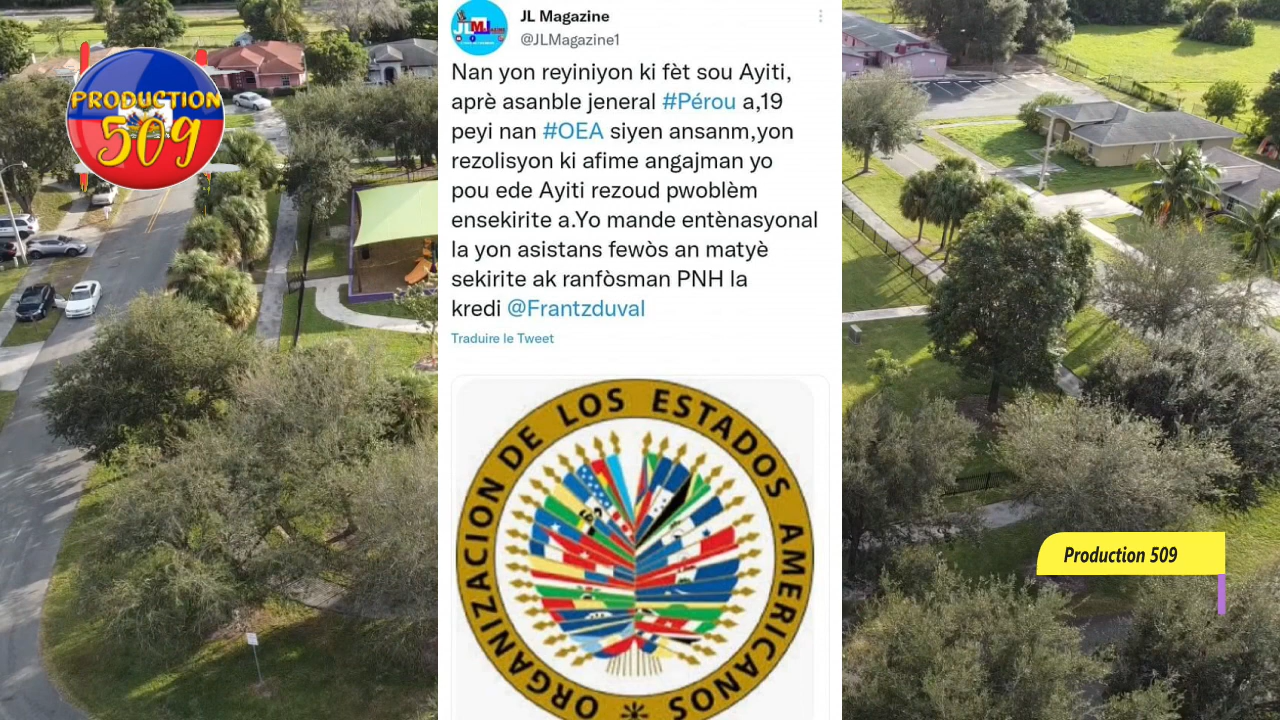 PRODUCTION
509
JL Magazine
@JLMagazine1
Nan yon reyiniyon ki fèt sou Ayiti,
aprè asanble jeneral #Pérou a,19
peyi nan #OEA siyen ansanm,yon
rezolisyon ki afime angajman yo
pou ede Ayiti rezoud pwoblèm
ensekirite a.Yo mande entènasyonal
la yon asistans fewòs an matyè
sekirite ak ranfòsman PNH la
kredi @Frantzduval
Traduire le Tweet
ORGANIZACION DE LOS ESTADOS AMERICANOS
Production 509